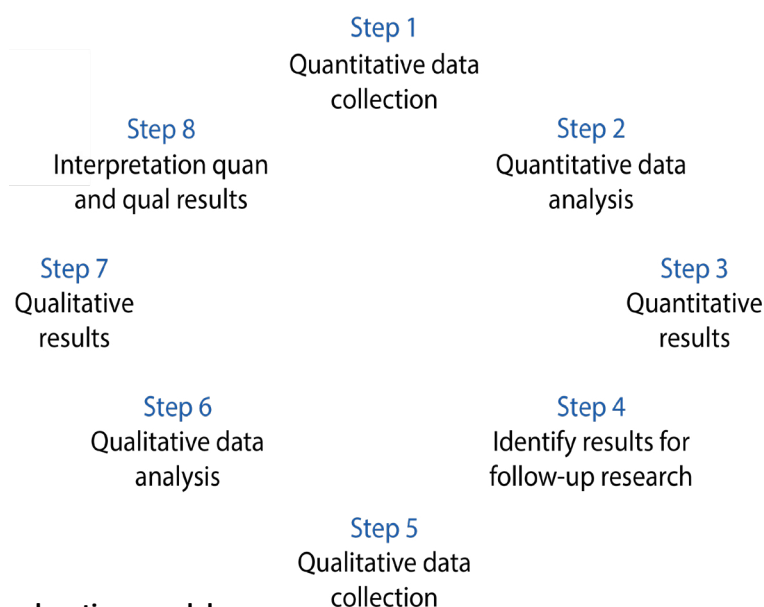 Step 1
Quantitative data
collection
Step 2
Quantitative data
analysis
Step 3
Quantitative
results
Step 4
Identify results for
follow-up research
Step 5
Qualitative data
collection
Step 6
Qualitative data
analysis
Step 7
Qualitative
results
Step 8
Interpretation quan
and qual results